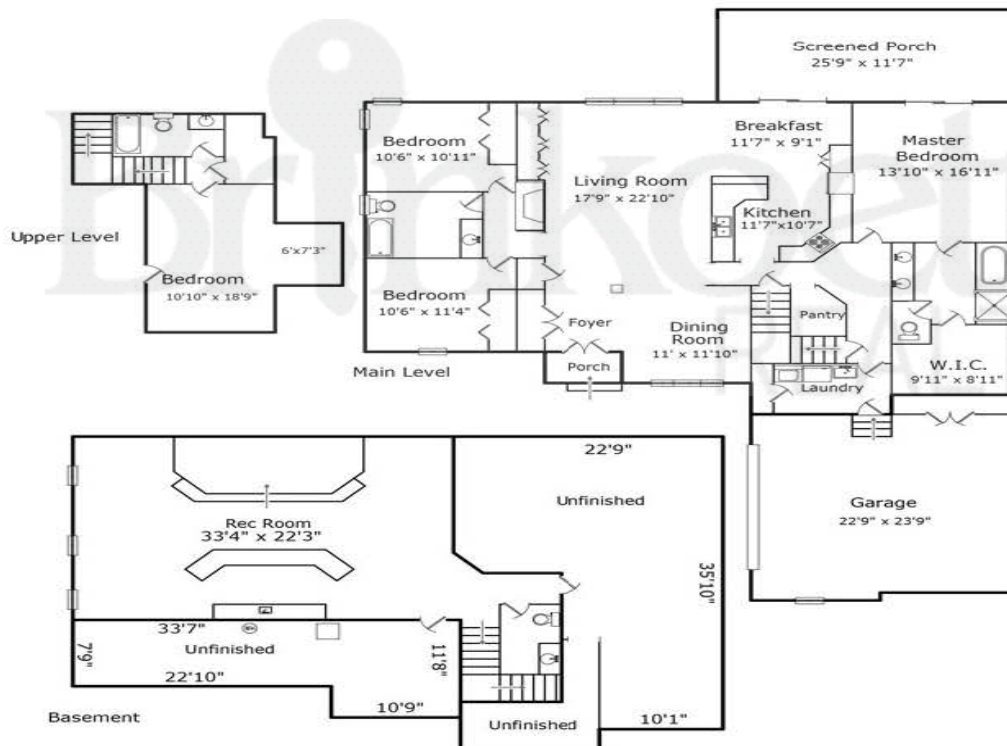 Screened Porch
25'9" x 11'7"
Bedroom
10'6" x 10'11"
Breakfast
11'7" x 9'1"
Master
Bedroom
13'10" x 16'11"
Living Room
17'9" x 22'10"
Kitchen
11'7"x10'7"
Upper Level
6'x7'3"
Bedroom
10'10" x 18'9"
Bedroom
10'6" x 11'4"
Foyer
Dining
Room
11' x 11'10"
Pantry
Porch
Main Level
Laundry
W.I.C.
9'11" x 8'11"
Garage
22'9" x 23'9"
22'9"
Unfinished
Rec Room
33'4" x 22'3"
35'10"
33'7"
Unfinished
7'9"
11'8"
22'10"
10'9"
Unfinished
10'1"
Basement